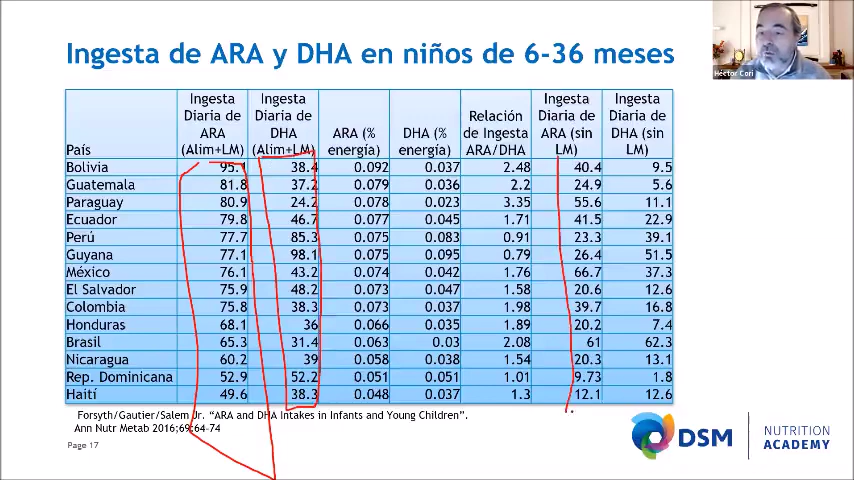 Ingesta de ARA y DHA en niños de 6-36 meses
Héctor Cori
País | Ingesta Diaria de ARA (Alim+LM) | Ingesta Diaria de DHA (Alim+LM) | ARA (% energía) | DHA (% energía) | Relación de Ingesta ARA/DHA | Ingesta Diaria de ARA (sin LM) | Ingesta Diaria de DHA (sin LM)
Bolivia 95.1 38.4 0.092 0.037 2.48 40.4 9.5
Guatemala 81.8 37.2 0.079 0.036 2.2 24.9 5.6
Paraguay 80.9 24.2 0.078 0.023 3.35 55.6 11.1
Ecuador 79.8 46.7 0.077 0.045 1.71 41.5 22.9
Perú 77.7 85.3 0.075 0.083 0.91 23.3 39.1
Guyana 77.1 98.1 0.075 0.095 0.79 26.4 51.5
México 76.1 43.2 0.074 0.042 1.76 66.7 37.3
El Salvador 75.9 48.2 0.073 0.047 1.58 20.6 12.6
Colombia 75.8 38.3 0.073 0.037 1.98 39.7 16.8
Honduras 68.1 36 0.066 0.035 1.89 20.2 7.4
Brasil 65.3 31.4 0.063 0.03 2.08 61 62.3
Nicaragua 60.2 39 0.058 0.038 1.54 20.3 13.1
Rep. Dominicana 52.9 52.2 0.051 0.051 1.01 9.73 1.8
Haití 49.6 38.3 0.048 0.037 1.3 12.1 12.6
Forsyth/Gautier/Salem Jr. "ARA and DHA Intakes in Infants and Young Children".
Ann Nutr Metab 2016;69:64-74
Page 17
DSM
NUTRITION
ACADEMY